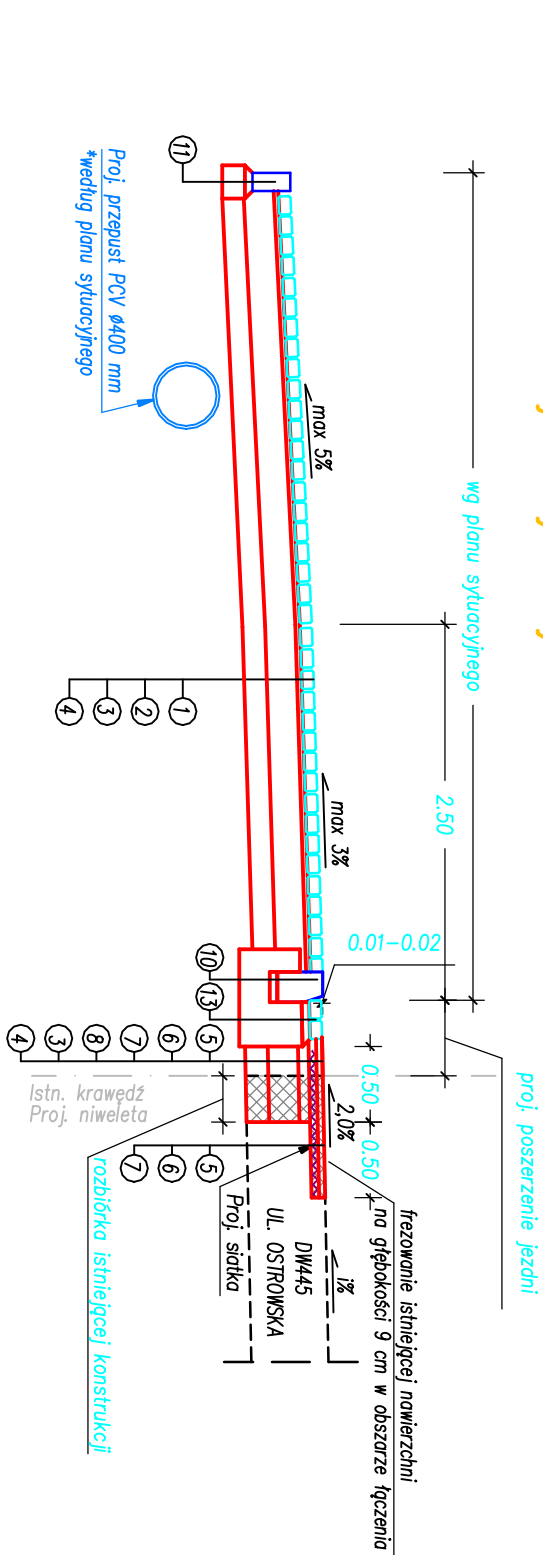 wg planu sytuacyjnego
2.50
0.01-0.02
proj. poszerzenie jezdni
max 5%
max 3%
0.50
0.50
2,0%
i%
frezowanie istniejącej nawierzchni
na głębokości 9 cm w obszarze łączenia
DW445
UL. OSTROWSKA
Proj. siatka
11
Proj. przepust PCV ø400 mm
*według planu sytuacyjnego
1
2
3
4
10
13
5
6
7
8
3
4
Istn. krawędź
Proj. niweleta
5
6
7
rozbiórka istniejącej konstrukcji